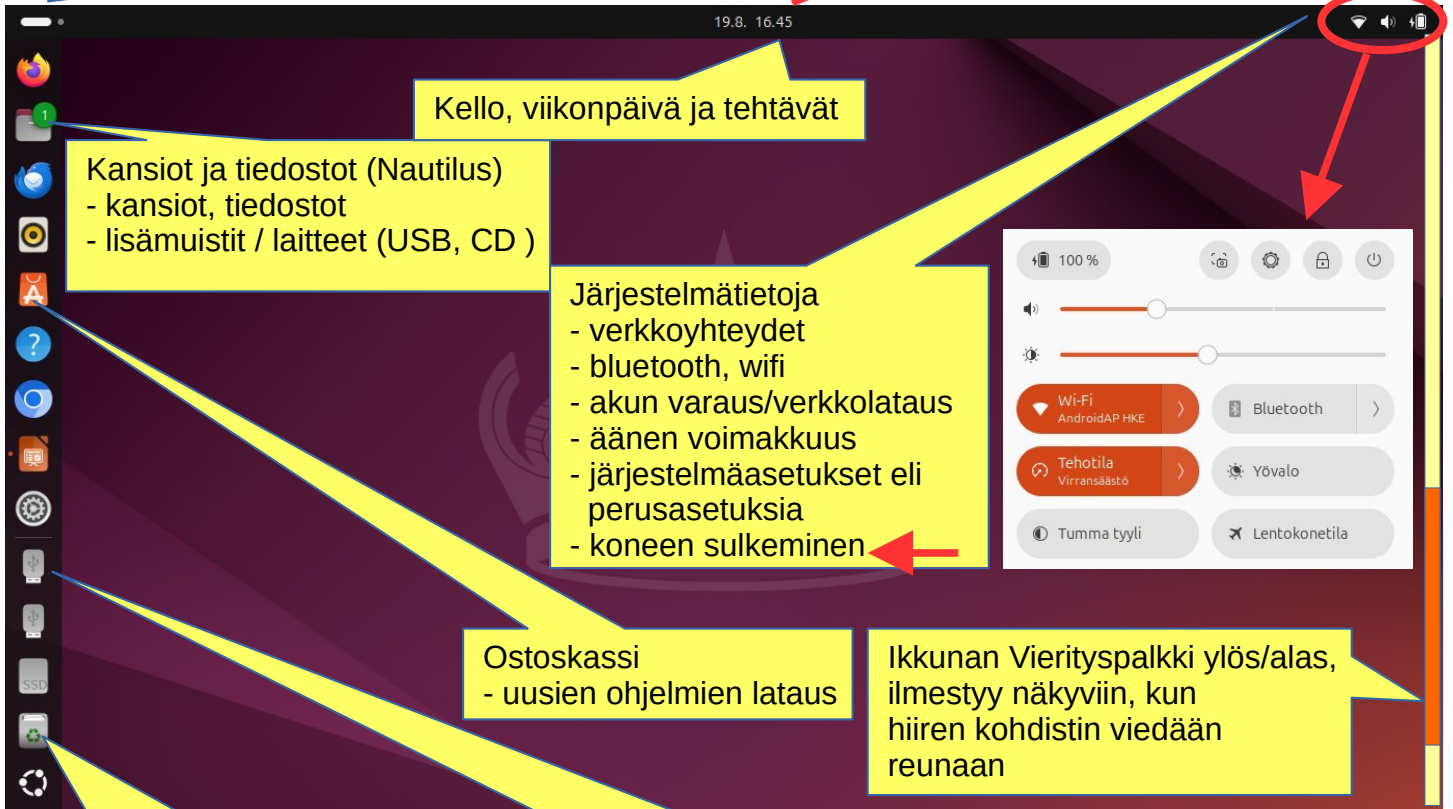 19.8. 16.45
1
Kello, viikonpäivä ja tehtävät
Kansiot ja tiedostot (Nautilus)
- kansiot, tiedostot
- lisämuistit / laitteet (USB, CD )
Järjestelmätietoja
- verkkoyhteydet
- bluetooth, wifi
- akun varaus/verkkolataus
- äänen voimakkuus
- järjestelmäasetukset eli
perusasetuksia
- koneen sulkeminen
100 %
Wi-Fi
AndroidAP HKE
Bluetooth
Tehotila
Virransäästö
Yövalo
Tumma tyyli
Lentokonetila
?
SSD
Ostoskassi
- uusien ohjelmien lataus
Ikkunan Vierityspalkki ylös/alas,
ilmestyy näkyviin, kun
hiiren kohdistin viedään
reunaan